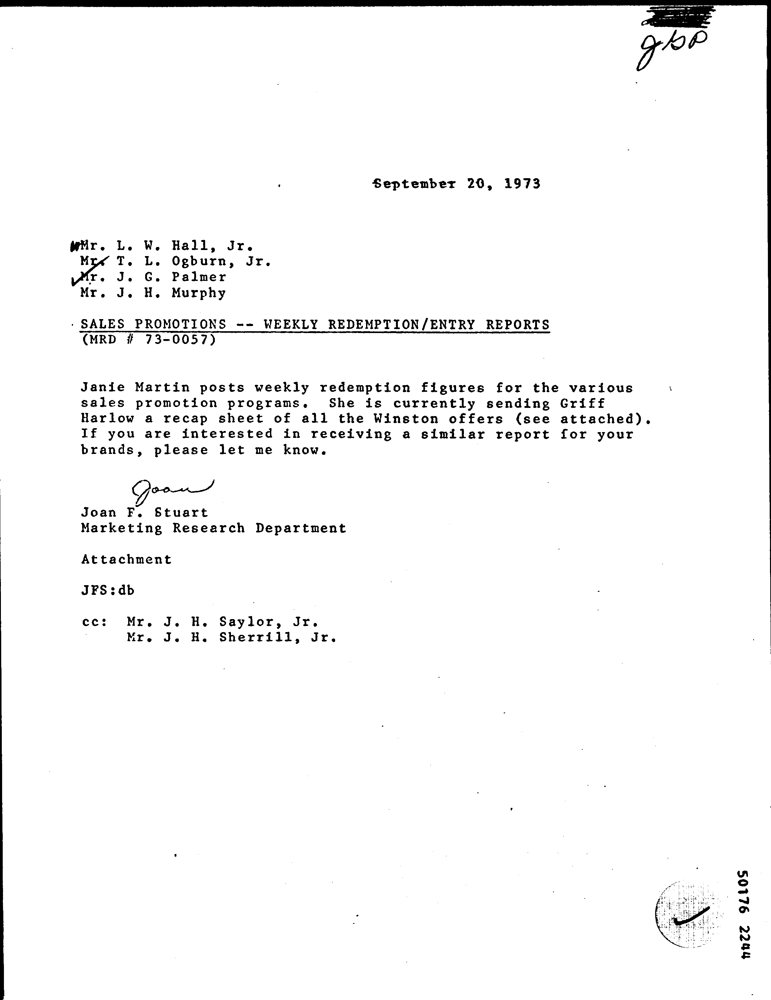 gbp
September 20, 1973
Mr. L. W. Hall, Jr.
Mr. T. L. Ogburn, Jr.
Mr. J. G. Palmer
Mr. J. H. Murphy
SALES PROMOTIONS -- WEEKLY REDEMPTION/ENTRY REPORTS
(MRD # 73-0057)
Janie Martin posts weekly redemption figures for the various
sales promotion programs. She is currently sending Griff
Harlow a recap sheet of all the Winston offers (see attached).
If you are interested in receiving a similar report for your
brands, please let me know.
Joan
Joan F. Stuart
Marketing Research Department
Attachment
JFS:db
cc: Mr. J. H. Saylor, Jr.
Mr. J. H. Sherrill, Jr.
50176 2244